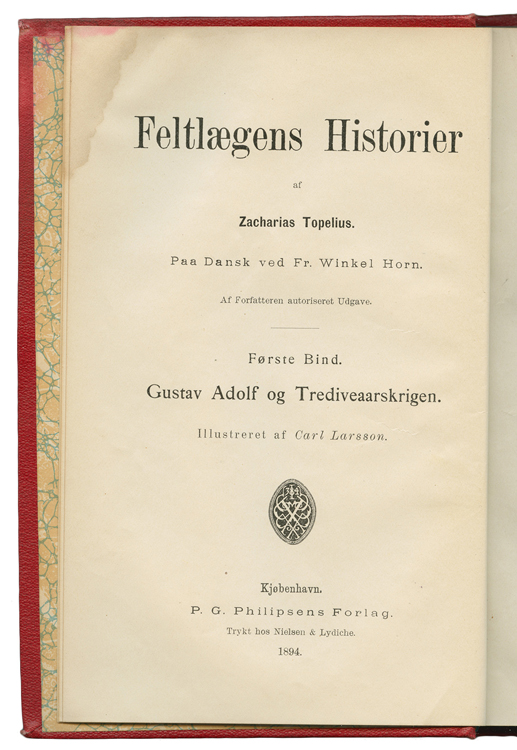 Feltlægens Historier
af
Zacharias Topelius.
Paa Dansk ved Fr. Winkel Horn.
Af Forfatteren autoriseret Udgave.
Første Bind.
Gustav Adolf og Trediveaarskrigen.
Illustreret af Carl Larsson.
Kjøbenhavn.
P. G. Philipsens Forlag.
Trykt hos Nielsen & Lydiche.
1894.